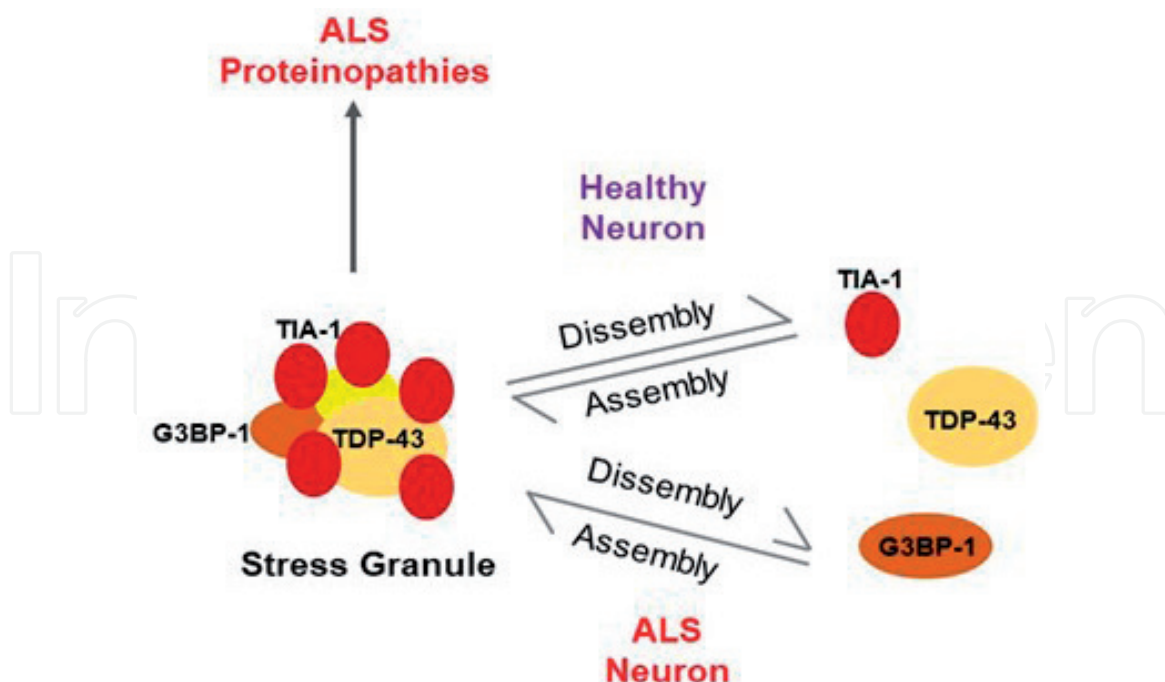 ALS
Proteinopathies
Healthy
Neuron
TIA-1
Dissembly
Assembly
TIA-1
G3BP-1
TDP-43
TDP-43
Dissembly
Assembly
G3BP-1
Stress Granule
ALS
Neuron